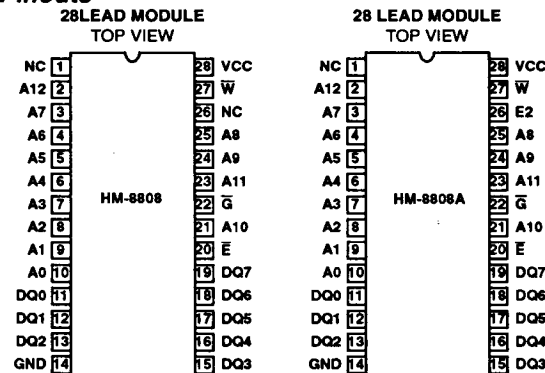 28LEAD MODULE
TOP VIEW
NC 1 28 VCC
A12 2 27 W̅
A7 3 26 NC
A6 4 25 A8
A5 5 24 A9
A4 6 23 A11
A3 7 22 G̅
A2 8 21 A10
A1 9 20 E̅
A0 10 19 DQ7
DQ0 11 18 DQ6
DQ1 12 17 DQ5
DQ2 13 16 DQ4
GND 14 15 DQ3
HM-8808
28 LEAD MODULE
TOP VIEW
NC 1 28 VCC
A12 2 27 W̅
A7 3 26 E2
A6 4 25 A8
A5 5 24 A9
A4 6 23 A11
A3 7 22 G̅
A2 8 21 A10
A1 9 20 E̅
A0 10 19 DQ7
DQ0 11 18 DQ6
DQ1 12 17 DQ5
DQ2 13 16 DQ4
GND 14 15 DQ3
HM-8808A